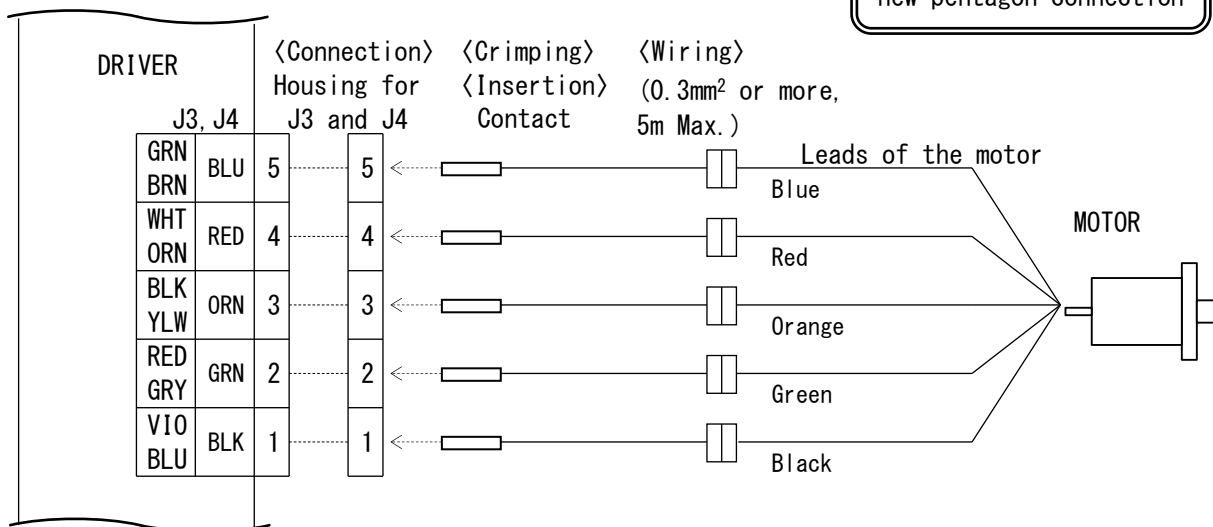 new pentagon connection
DRIVER
〈Connection〉
Housing for
J3 and J4
〈Crimping〉
〈Insertion〉
Contact
〈Wiring〉
(0.3mm² or more,
5m Max.)
J3, J4
GRN
BRN
BLU
5
5
Leads of the motor
Blue
WHT
ORN
RED
4
4
Red
MOTOR
BLK
YLW
ORN
3
3
Orange
RED
GRY
GRN
2
2
Green
VIO
BLU
BLK
1
1
Black